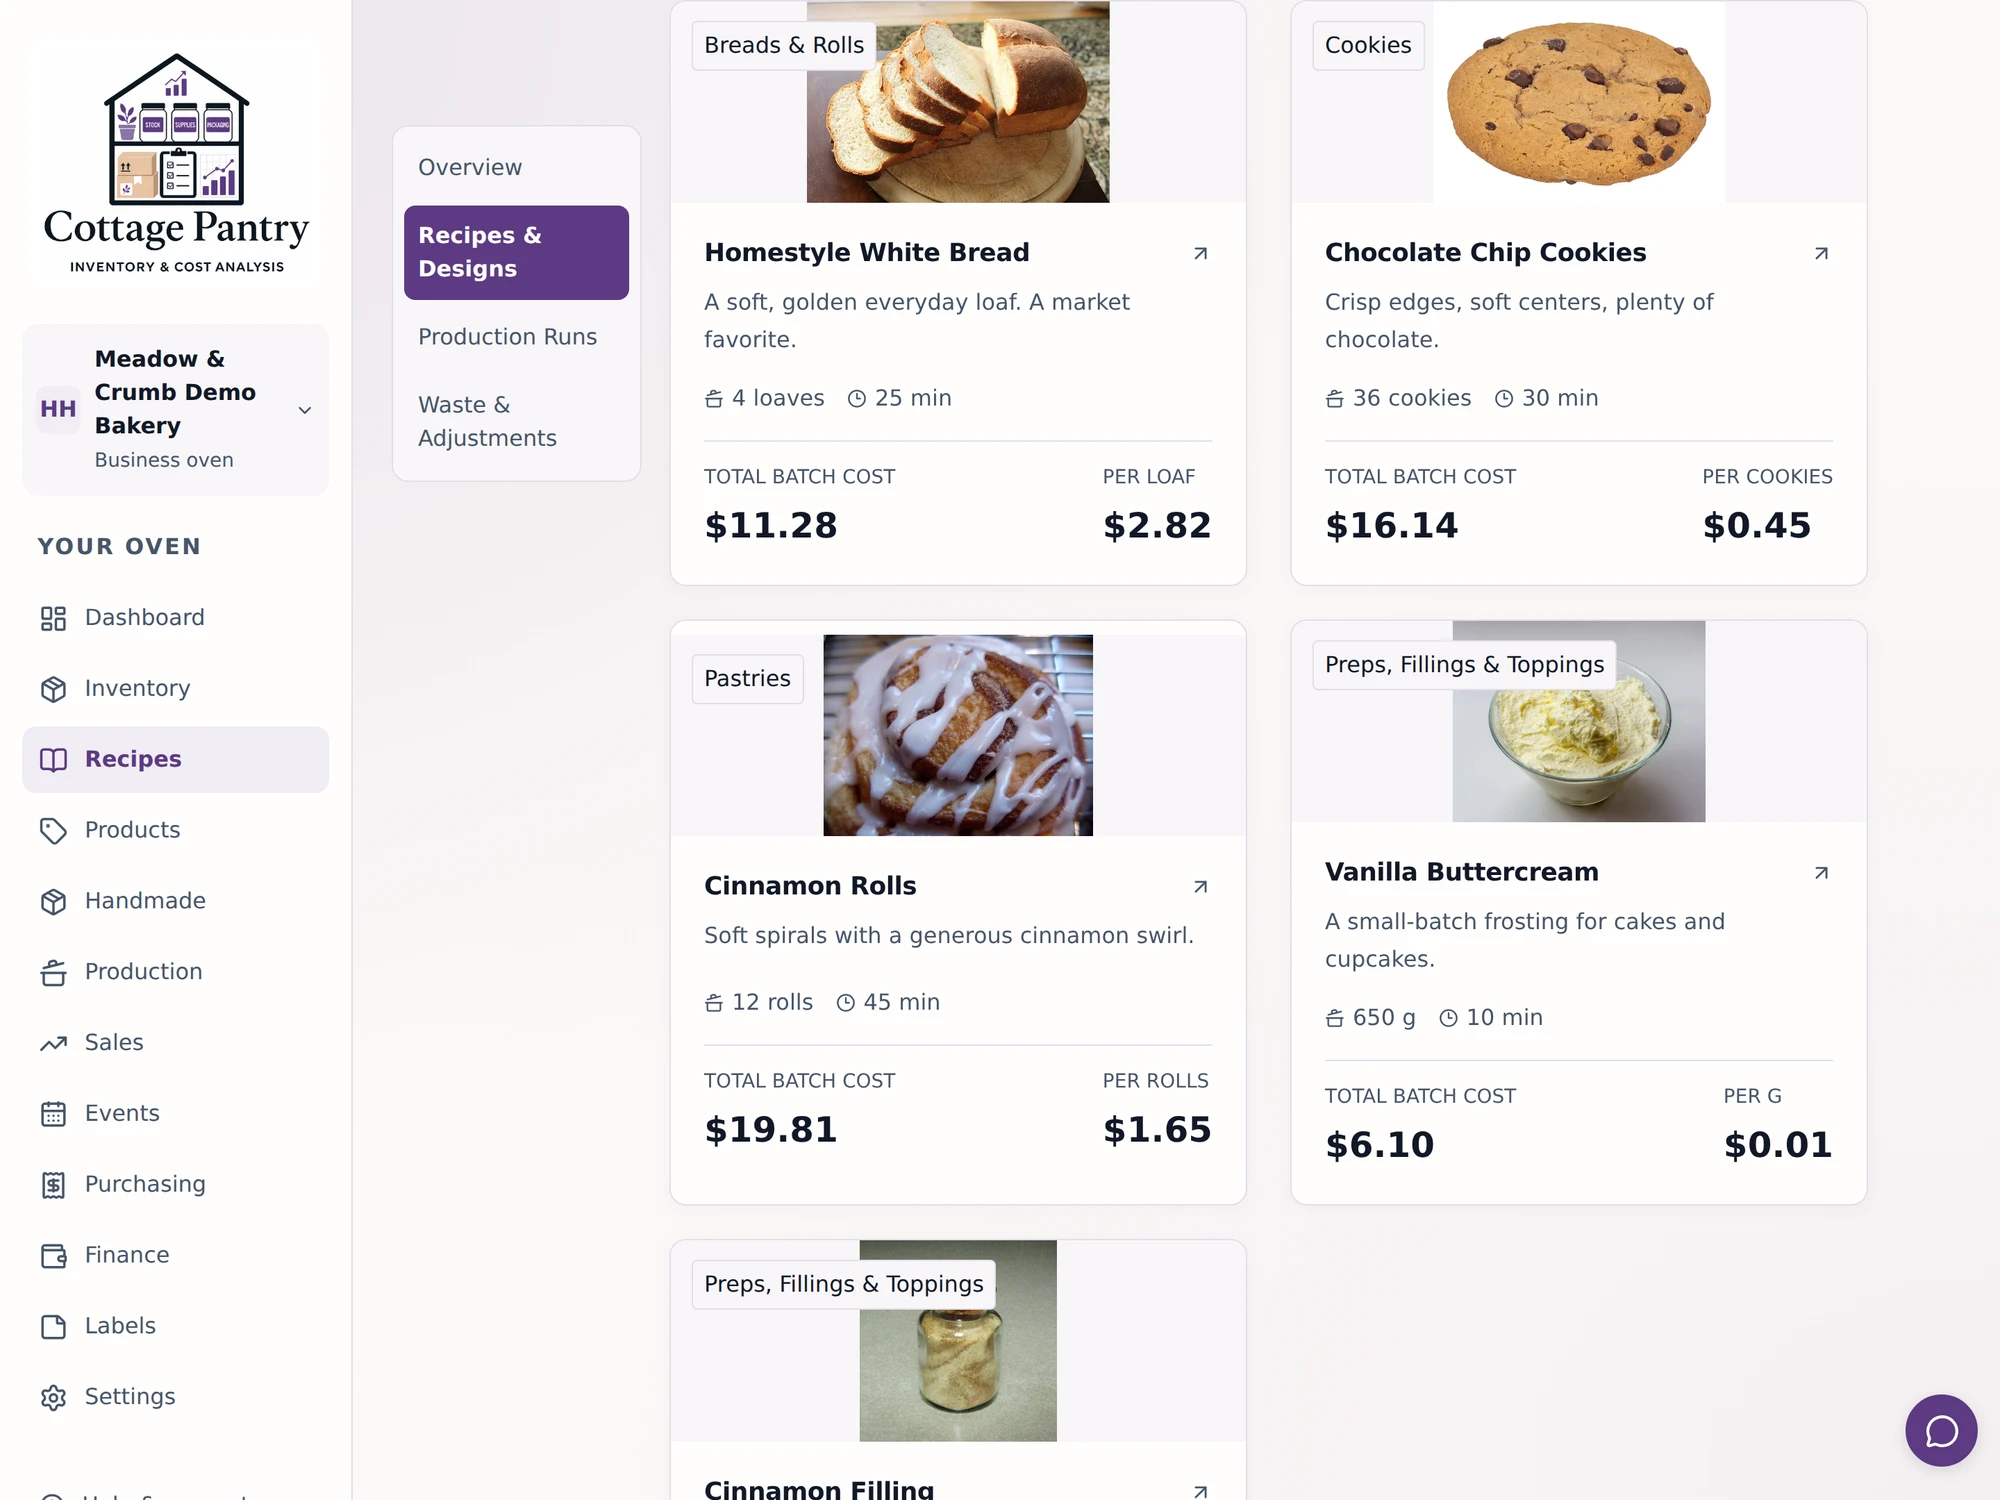 STOCK
SUPPLIES
PACKAGING
Cottage Pantry
INVENTORY & COST ANALYSIS
HH
Meadow &
Crumb Demo
Bakery
Business oven
YOUR OVEN
Dashboard
Inventory
Recipes
Products
Handmade
Production
Sales
Events
Purchasing
Finance
Labels
Settings
Overview
Recipes &
Designs
Production Runs
Waste &
Adjustments
Breads & Rolls
Homestyle White Bread
A soft, golden everyday loaf. A market
favorite.
4 loaves 25 min
TOTAL BATCH COST PER LOAF
$11.28 $2.82
Cookies
Chocolate Chip Cookies
Crisp edges, soft centers, plenty of
chocolate.
36 cookies 30 min
TOTAL BATCH COST PER COOKIES
$16.14 $0.45
Pastries
Cinnamon Rolls
Soft spirals with a generous cinnamon swirl.
12 rolls 45 min
TOTAL BATCH COST PER ROLLS
$19.81 $1.65
Preps, Fillings & Toppings
Vanilla Buttercream
A small-batch frosting for cakes and
cupcakes.
650 g 10 min
TOTAL BATCH COST PER G
$6.10 $0.01
Preps, Fillings & Toppings
Cinnamon Filling